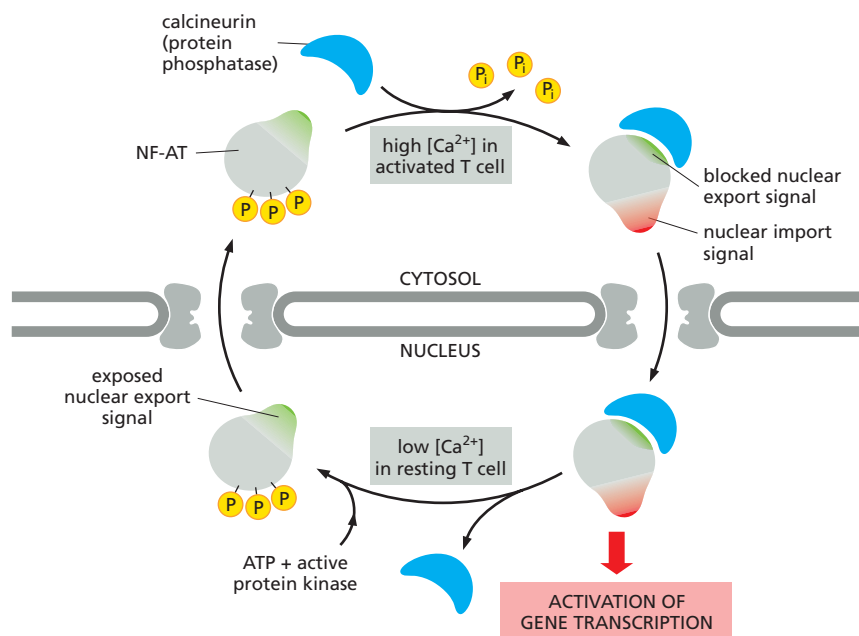 calcineurin
(protein
phosphatase)
Pi
Pi
Pi
NF-AT
high [Ca²⁺] in
activated T cell
P
P
P
blocked nuclear
export signal
nuclear import
signal
CYTOSOL
NUCLEUS
exposed
nuclear export
signal
low [Ca²⁺]
in resting T cell
P
P
P
ATP + active
protein kinase
ACTIVATION OF
GENE TRANSCRIPTION